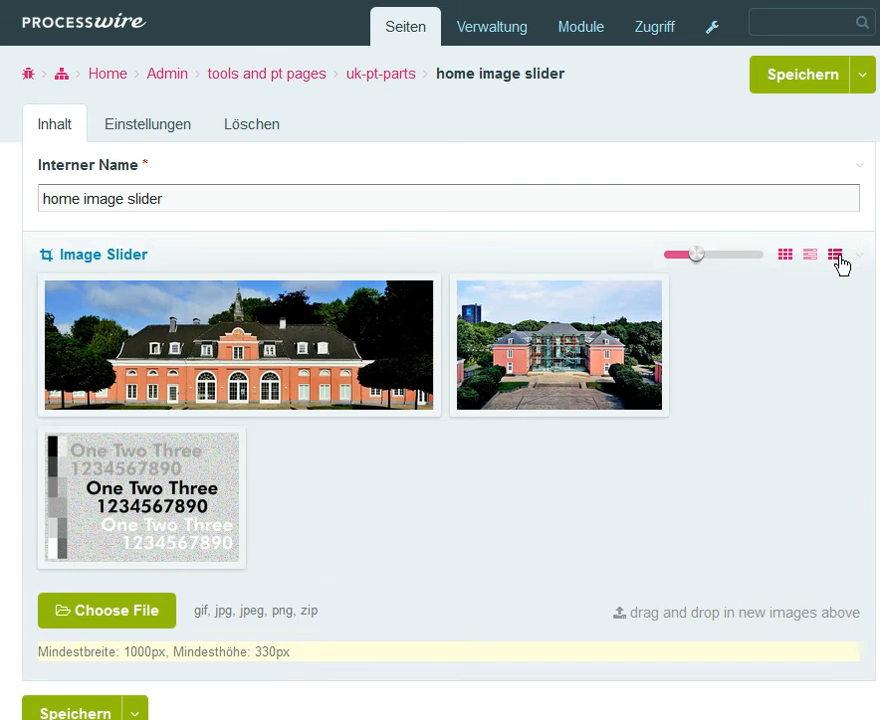 PROCESSwire
Seiten
Verwaltung
Module
Zugriff
Home
Admin
tools and pt pages
uk-pt-parts
home image slider
Speichern
Inhalt
Einstellungen
Löschen
Interner Name *
home image slider
Image Slider
One Two Three
1234567890
One Two Three
1234567890
One Two Three
1234567890
Choose File
gif, jpg, jpeg, png, zip
drag and drop in new images above
Mindestbreite: 1000px, Mindesthöhe: 330px
Speichern